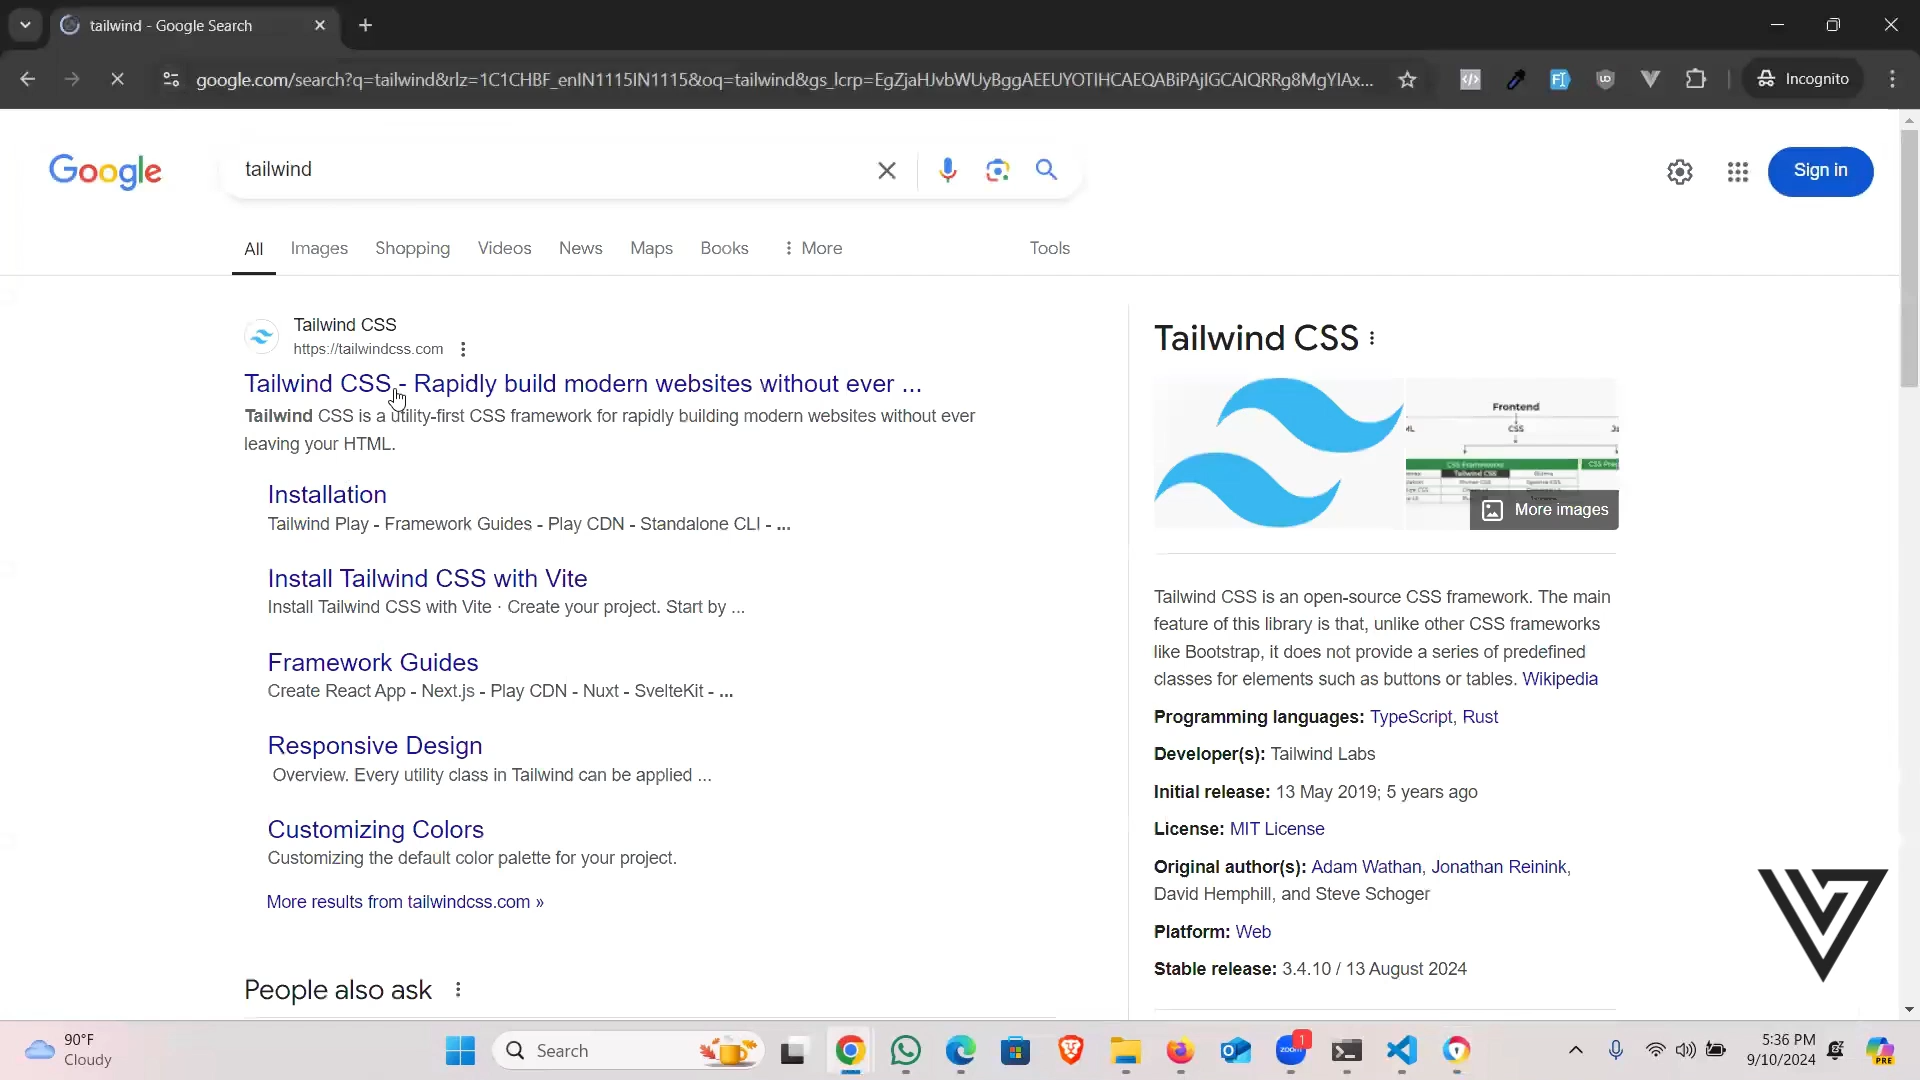 tailwind - Google Search
google.com/search?q=tailwind&rlz=1C1CHBF_enIN1115IN1115&oq=tailwind&gs_lcrp=EgZjaHJvbWUyBggAEEUYOTIHCAEQABiPAjIGCAIQRRg8MgYIAx...
Incognito
Google
tailwind
Sign in
All Images Shopping Videos News Maps Books More Tools
Tailwind CSS
https://tailwindcss.com
Tailwind CSS - Rapidly build modern websites without ever ...
Tailwind CSS is a utility-first CSS framework for rapidly building modern websites without ever
leaving your HTML.
Installation
Tailwind Play - Framework Guides - Play CDN - Standalone CLI - ...
Install Tailwind CSS with Vite
Install Tailwind CSS with Vite · Create your project. Start by ...
Framework Guides
Create React App - Next.js - Play CDN - Nuxt - SvelteKit - ...
Responsive Design
Overview. Every utility class in Tailwind can be applied ...
Customizing Colors
Customizing the default color palette for your project.
More results from tailwindcss.com »
People also ask
Tailwind CSS
Frontend
CSS
CSS Frameworks
Tailwind CSS
More images
Tailwind CSS is an open-source CSS framework. The main
feature of this library is that, unlike other CSS frameworks
like Bootstrap, it does not provide a series of predefined
classes for elements such as buttons or tables. Wikipedia
Programming languages: TypeScript, Rust
Developer(s): Tailwind Labs
Initial release: 13 May 2019; 5 years ago
License: MIT License
Original author(s): Adam Wathan, Jonathan Reinink,
David Hemphill, and Steve Schoger
Platform: Web
Stable release: 3.4.10 / 13 August 2024
90°F
Cloudy
Search
zoom
1
5:36 PM
9/10/2024
PRE